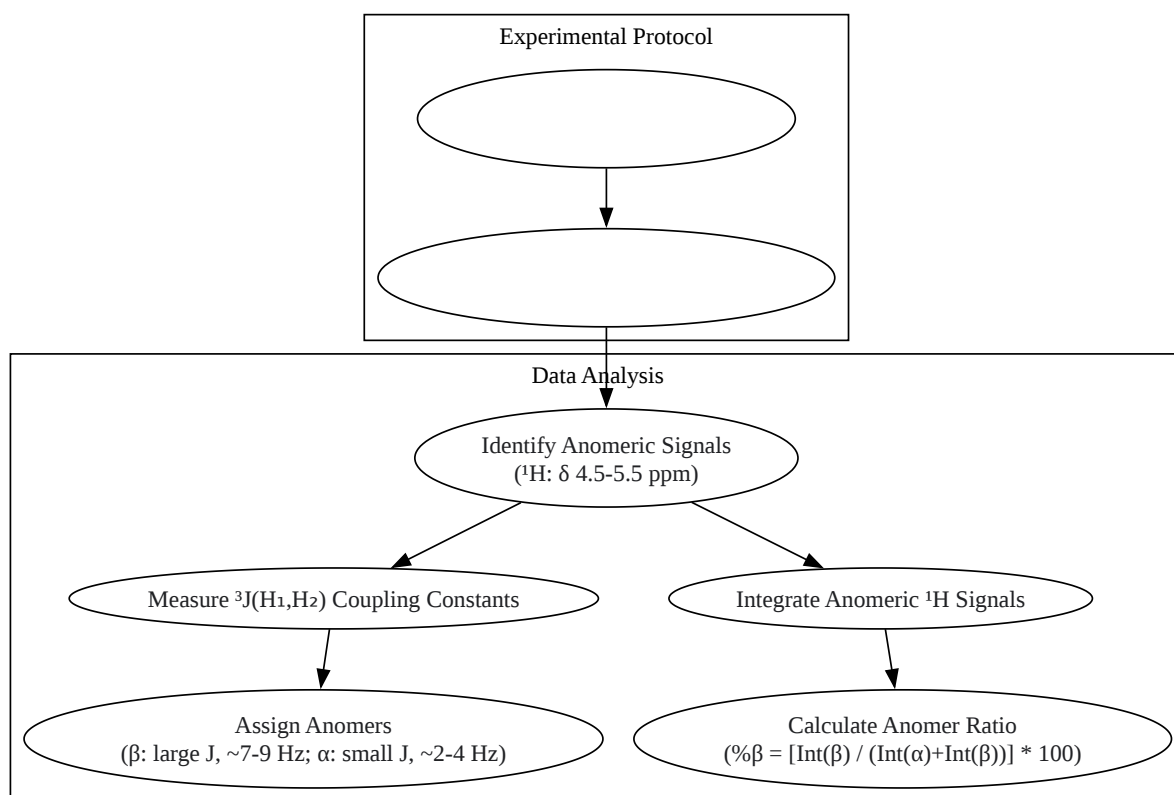 Experimental Protocol
Data Analysis
Identify Anomeric Signals
(¹H: δ 4.5-5.5 ppm)
Measure ³J(H₁,H₂) Coupling Constants
Integrate Anomeric ¹H Signals
Assign Anomers
(β: large J, ~7-9 Hz; α: small J, ~2-4 Hz)
Calculate Anomer Ratio
(%β = [Int(β) / (Int(α)+Int(β))] * 100)